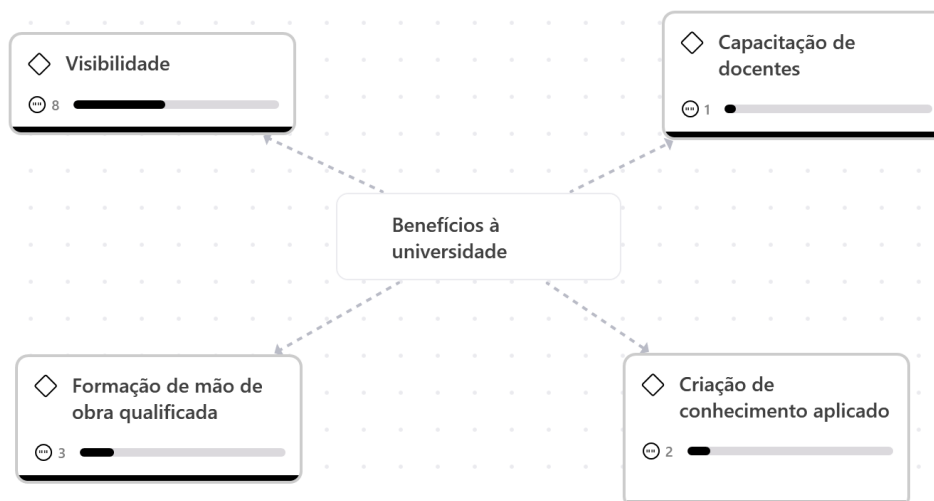 Visibilidade
8
Capacitação de
docentes
1
Benefícios à
universidade
Formação de mão de
obra qualificada
3
Criação de
conhecimento aplicado
2